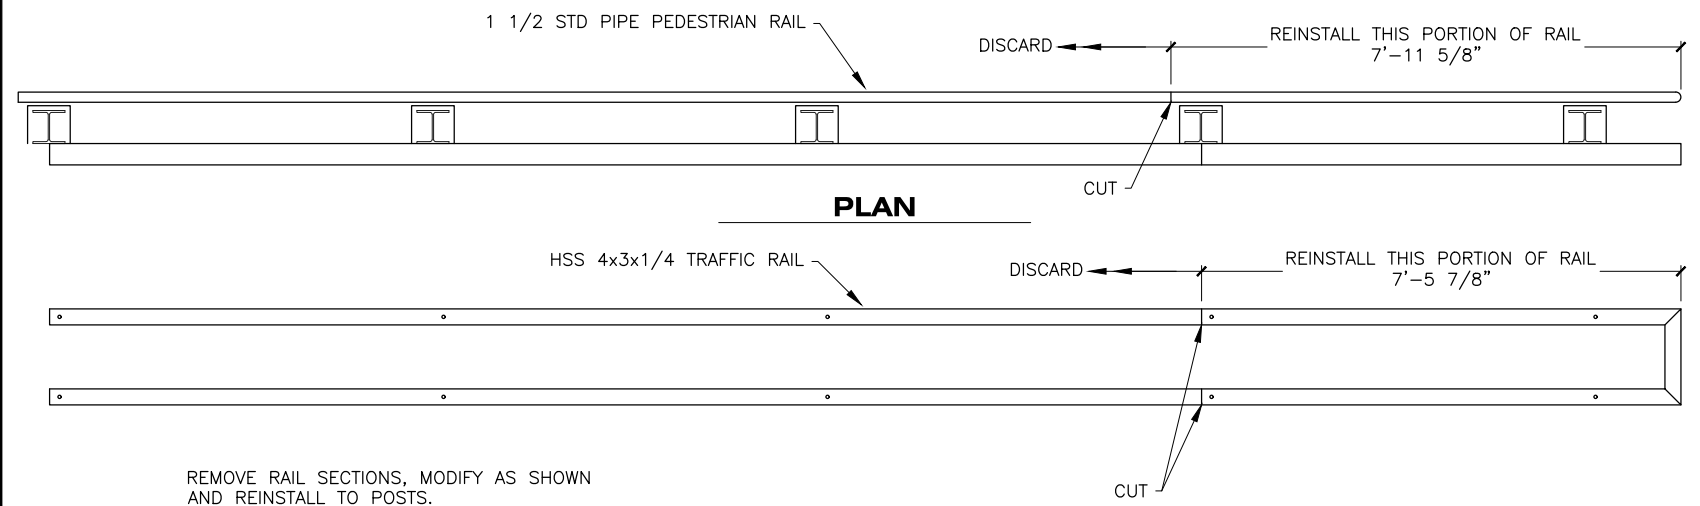 1 1/2 STD PIPE PEDESTRIAN RAIL
DISCARD
REINSTALL THIS PORTION OF RAIL
7'-11 5/8"
CUT
PLAN
HSS 4x3x1/4 TRAFFIC RAIL
DISCARD
REINSTALL THIS PORTION OF RAIL
7'-5 7/8"
CUT
REMOVE RAIL SECTIONS, MODIFY AS SHOWN
AND REINSTALL TO POSTS.